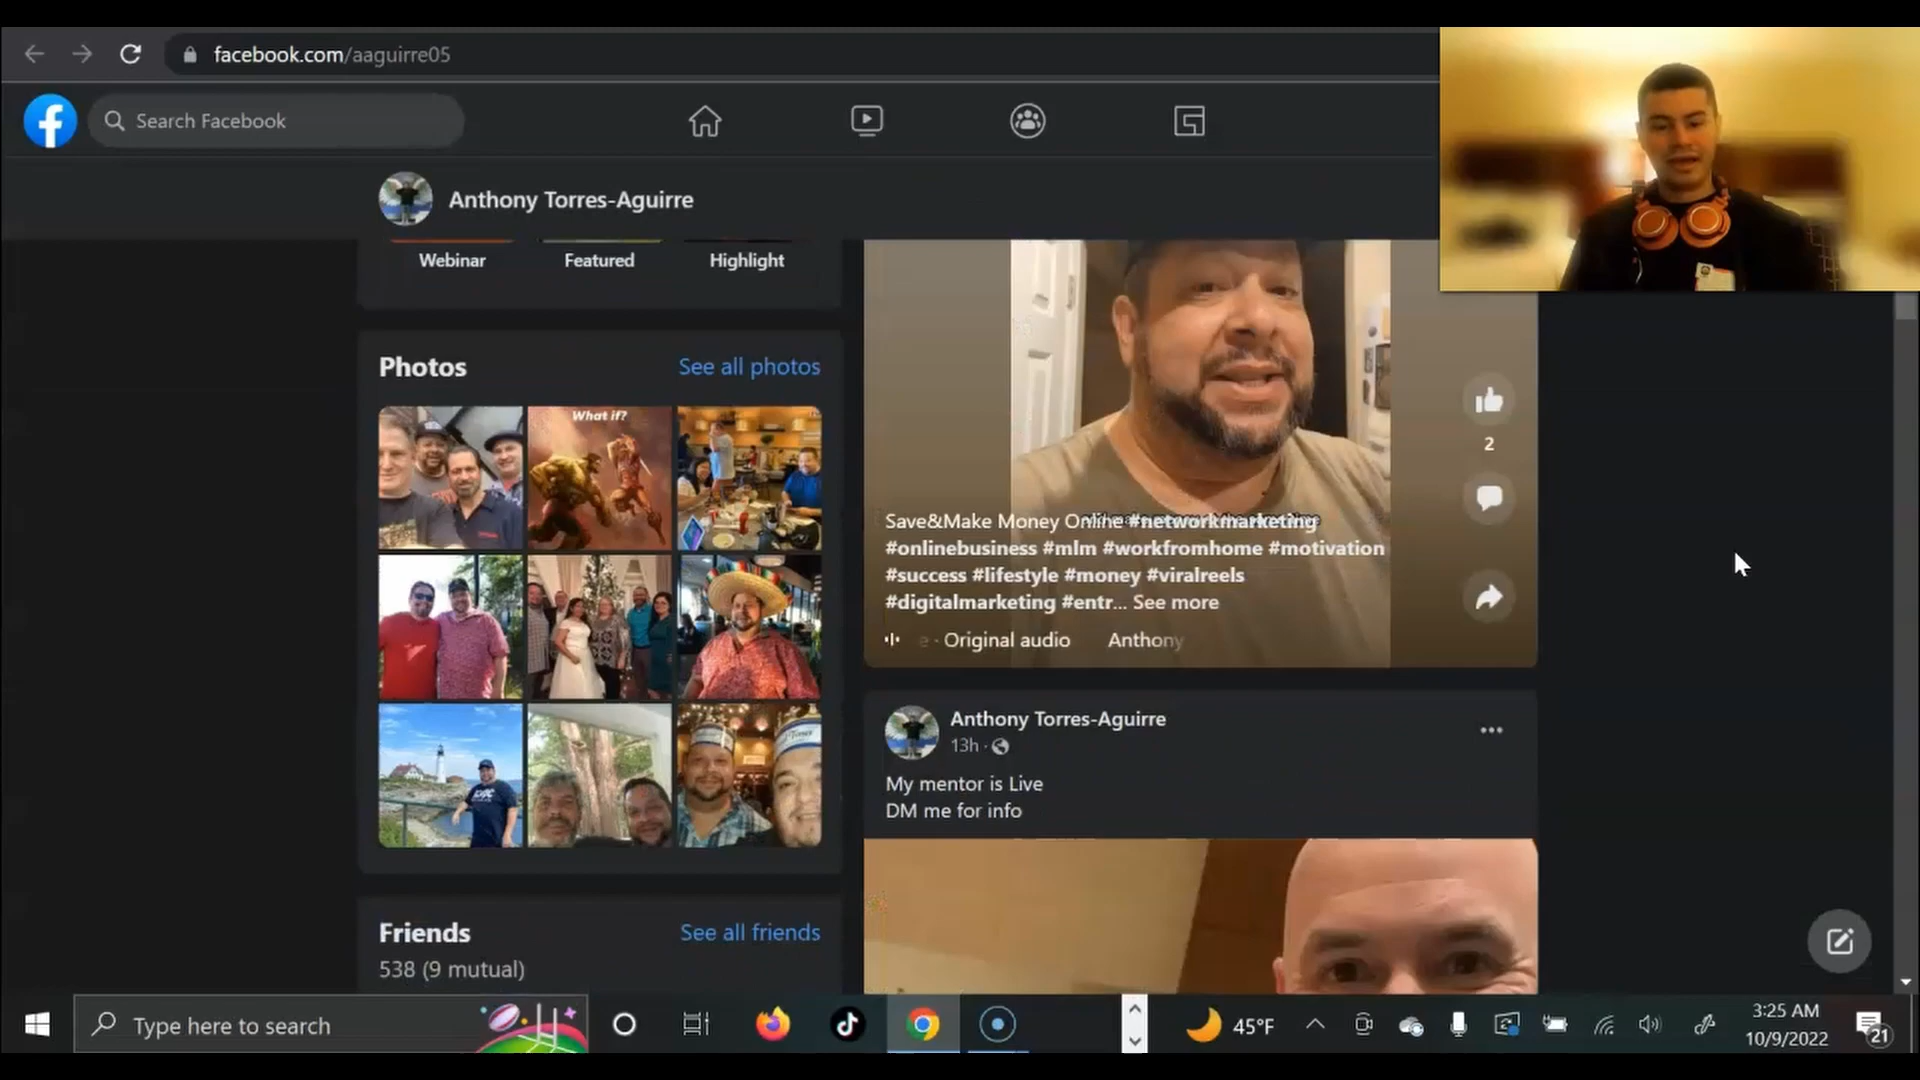 facebook.com/aaguirre05
Search Facebook
Anthony Torres-Aguirre
Webinar
Featured
Highlight
Photos
See all photos
What if?
Friends
See all friends
538 (9 mutual)
2
Save&Make Money Online #networkmarketing
#onlinebusiness #mlm #workfromhome #motivation
#success #lifestyle #money #viralreels
#digitalmarketing #entr... See more
e · Original audio Anthony
Anthony Torres-Aguirre
13h ·
My mentor is Live
DM me for info
Type here to search
45°F
3:25 AM
10/9/2022
21